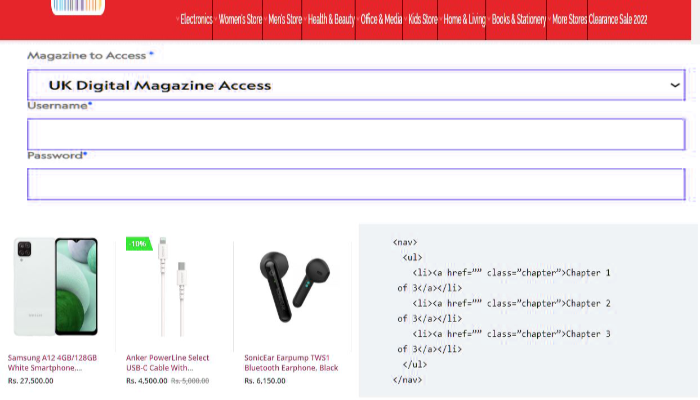 Electronics Women's Store Men's Store Health & Beauty Office & Media Kids Store Home & Living Books & Stationery More Stores Clearance Sale 2022
Magazine to Access *
UK Digital Magazine Access
Username*
Password*
-10%
Samsung A12 4GB/128GB
White Smartphone....
Rs. 27,500.00
Anker PowerLine Select
USB-C Cable With...
Rs. 4,500.00 Rs. 5,000.00
SonicEar Earpump TWS1
Bluetooth Earphone, Black
Rs. 6,150.00
<nav>
<ul>
<li><a href="" class="chapter">Chapter 1
of 3</a></li>
<li><a href="" class="chapter">Chapter 2
of 3</a></li>
<li><a href="" class="chapter">Chapter 3
of 3</a></li>
</ul>
</nav>